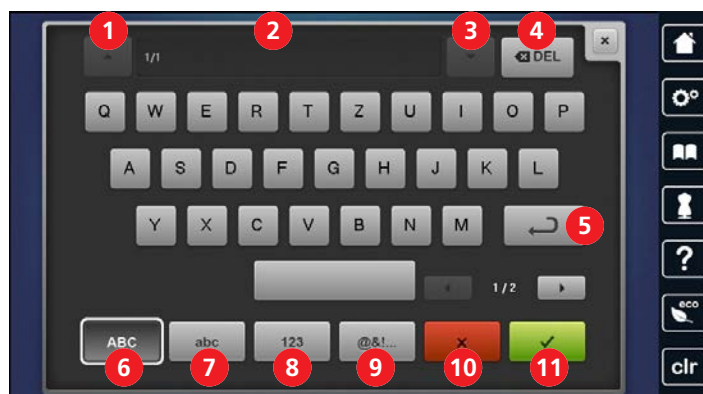 1 2 3 4
1/1 DEL ×
Q W E R T Z U I O P
A S D F G H J K L
Y X C V B N M 5
1/2
ABC abc 123 @&!... × ✓
6 7 8 9 10 11
?
eco
clr